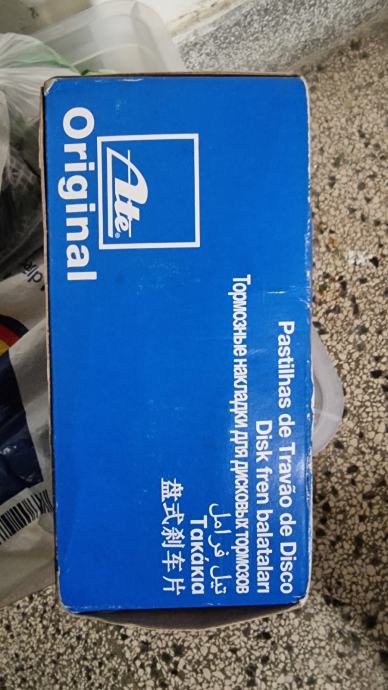 Ate®
Original
Pastilhas de Travão de Disco
Disk fren balataları
Тормозные накладки для дисковых тормозов
تيل فرامل
Τακάκια
盘式刹车片